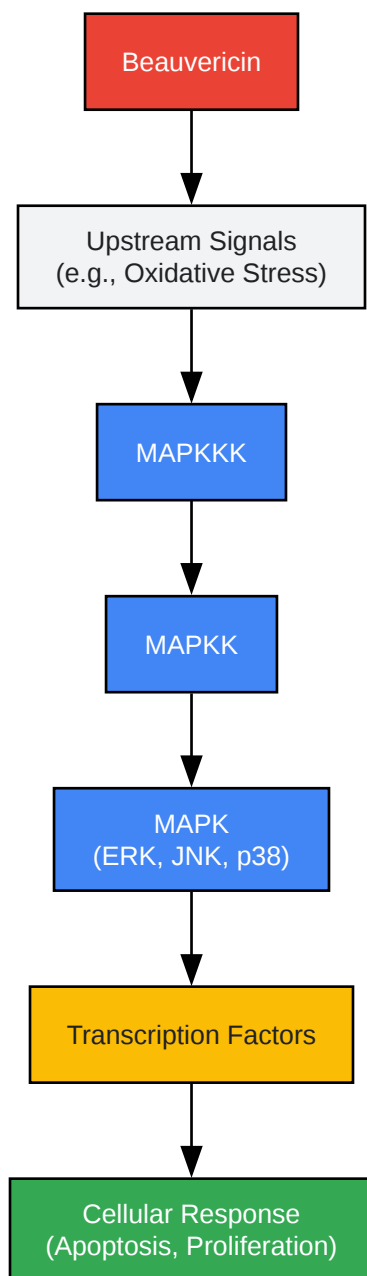 Beauvericin
Upstream Signals
(e.g., Oxidative Stress)
MAPKKK
MAPKK
MAPK
(ERK, JNK, p38)
Transcription Factors
Cellular Response
(Apoptosis, Proliferation)